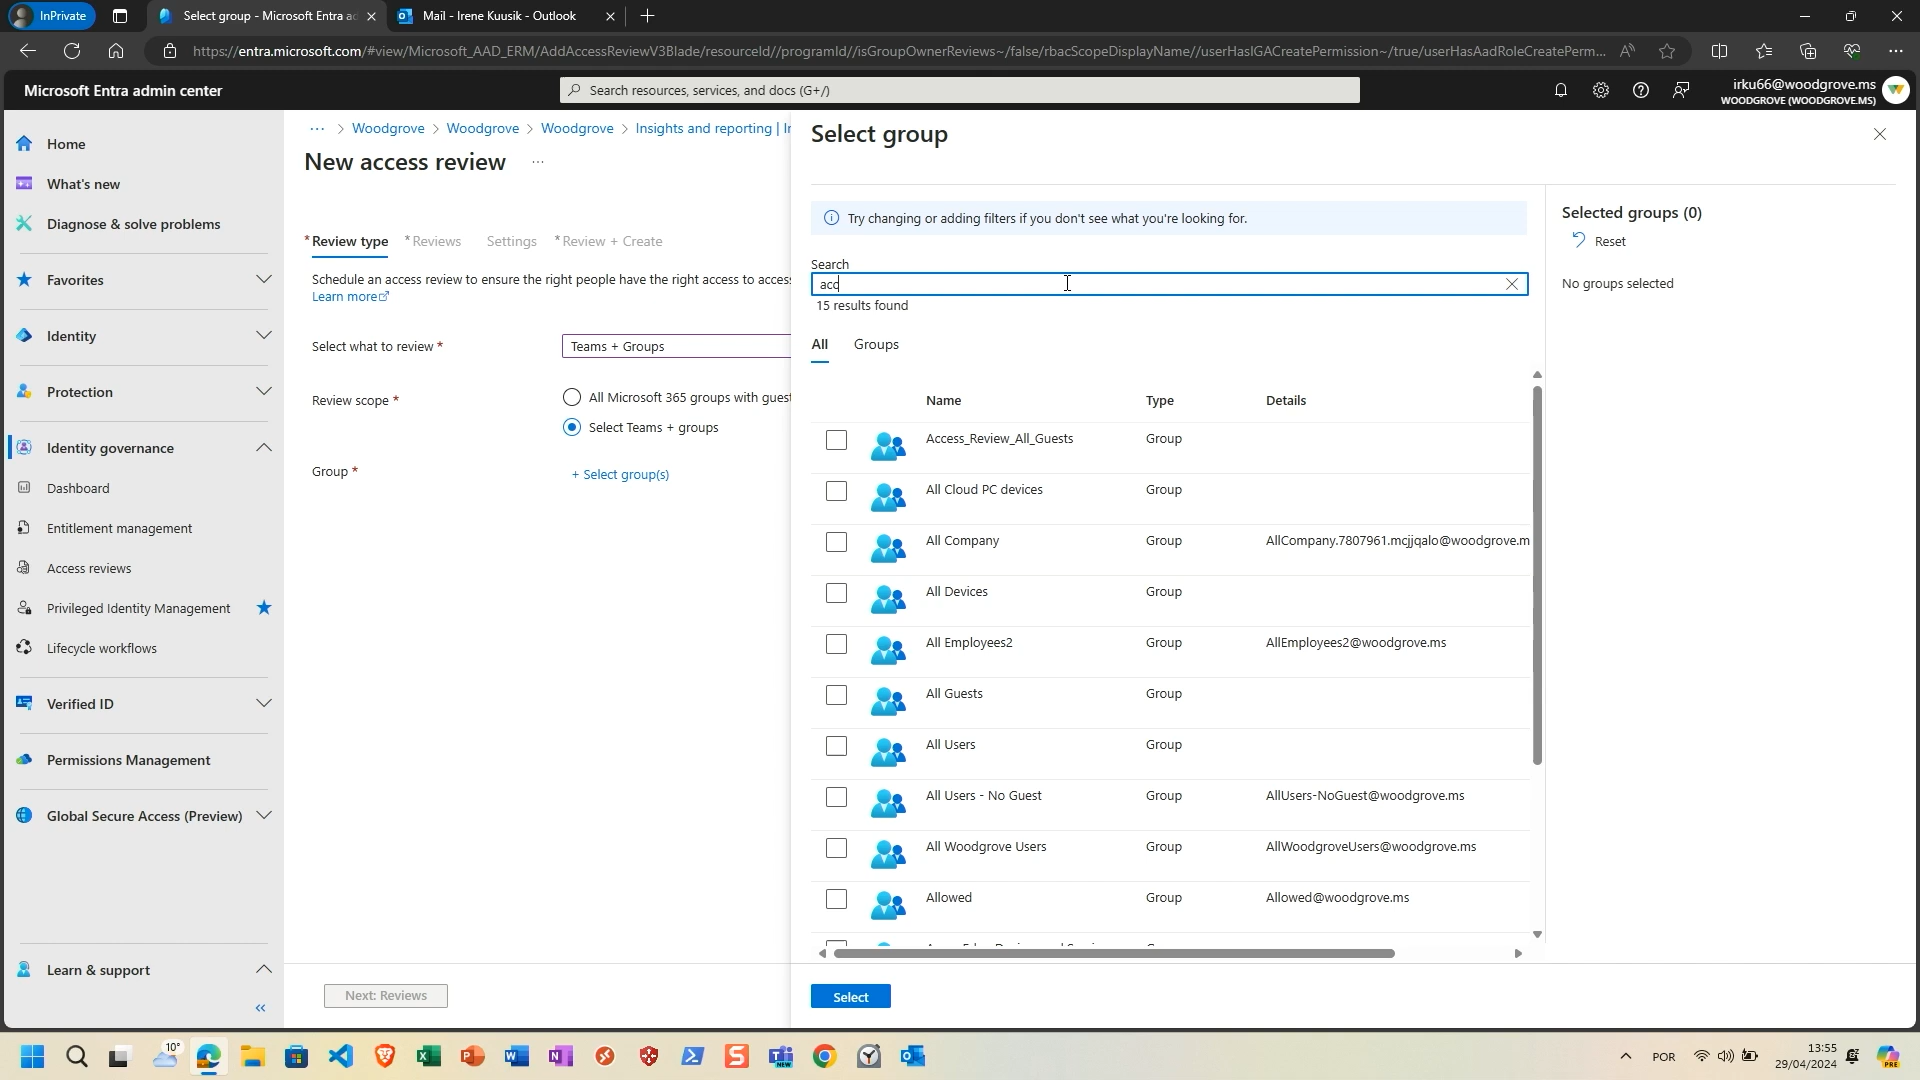 InPrivate
Select group - Microsoft Entra ad
Mail - Irene Kuusik - Outlook
https://entra.microsoft.com/#view/Microsoft_AAD_ERM/AddAccessReviewV3Blade/resourceId//programId//isGroupOwnerReviews~/false/rbacScopeDisplayName//userHasIGACreatePermission~/true/userHasAadRoleCreatePerm...
Microsoft Entra admin center
Search resources, services, and docs (G+/)
irku66@woodgrove.ms
WOODGROVE (WOODGROVE.MS)
Home
What's new
Diagnose & solve problems
Favorites
Identity
Protection
Identity governance
Dashboard
Entitlement management
Access reviews
Privileged Identity Management
Lifecycle workflows
Verified ID
Permissions Management
Global Secure Access (Preview)
Learn & support
«
··· > Woodgrove > Woodgrove > Woodgrove > Insights and reporting | Ir
New access review ···
*Review type *Reviews Settings *Review + Create
Schedule an access review to ensure the right people have the right access to access
Learn more
Select what to review *
Teams + Groups
Review scope *
All Microsoft 365 groups with guest
Select Teams + groups
Group *
+ Select group(s)
Next: Reviews
Select group
Try changing or adding filters if you don't see what you're looking for.
Search
acc
15 results found
All Groups
Name Type Details
Access_Review_All_Guests Group
All Cloud PC devices Group
All Company Group AllCompany.7807961.mcjjqalo@woodgrove.m
All Devices Group
All Employees2 Group AllEmployees2@woodgrove.ms
All Guests Group
All Users Group
All Users - No Guest Group AllUsers-NoGuest@woodgrove.ms
All Woodgrove Users Group AllWoodgroveUsers@woodgrove.ms
Allowed Group Allowed@woodgrove.ms
Select
Selected groups (0)
Reset
No groups selected
10°
NEW
POR
13:55
29/04/2024
PRE